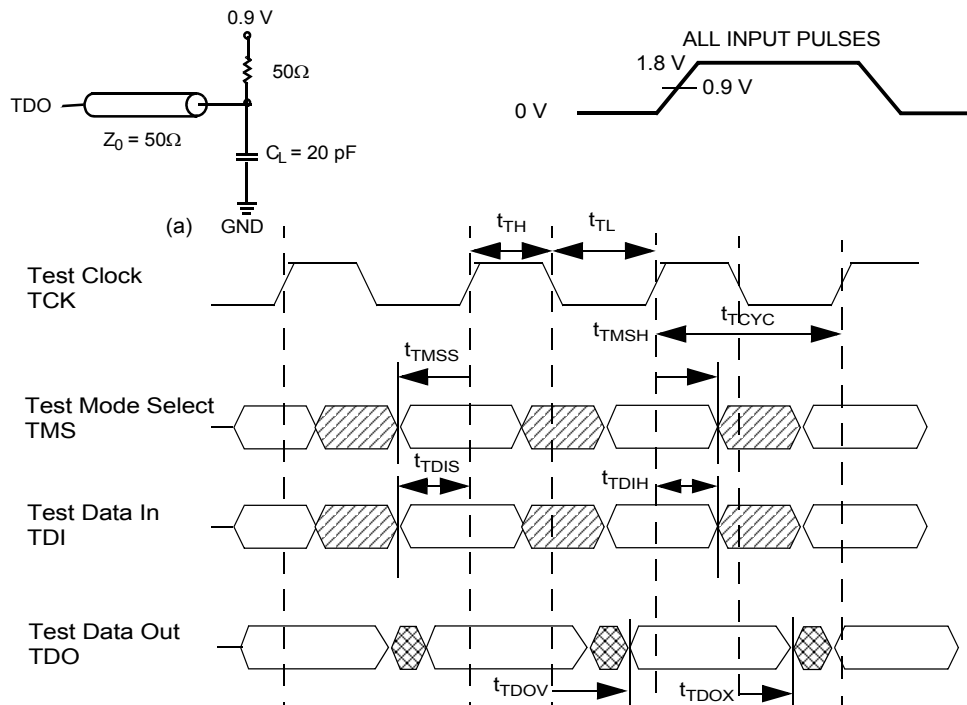 0.9 V
50Ω
TDO
Z0 = 50Ω
CL = 20 pF
(a)
GND
ALL INPUT PULSES
1.8 V
0.9 V
0 V
tTH
tTL
Test Clock
TCK
tTMSH
tTCYC
tTMSS
Test Mode Select
TMS
tTDIS
tTDIH
Test Data In
TDI
Test Data Out
TDO
tTDOV
tTDOX